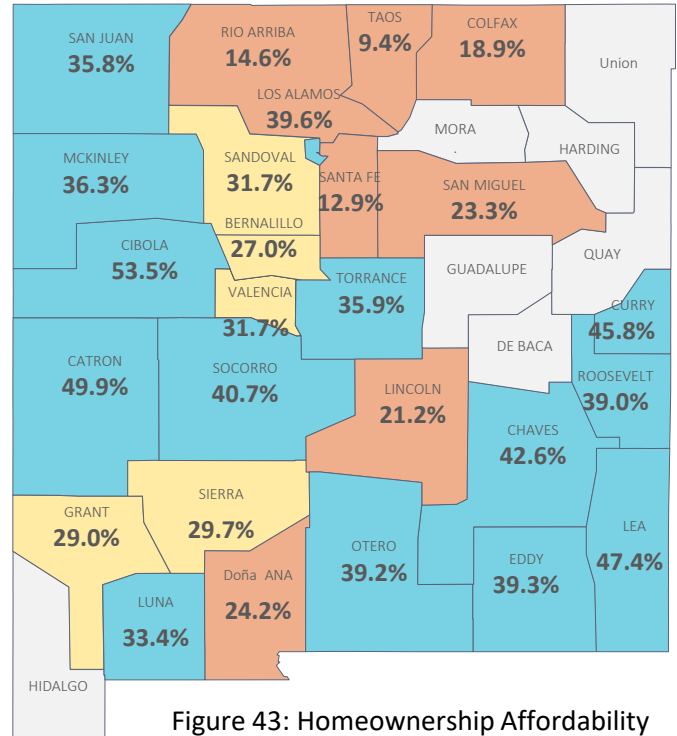 SAN JUAN
35.8%
RIO ARRIBA
14.6%
TAOS
9.4%
COLFAX
18.9%
Union
LOS ALAMOS
39.6%
MORA
HARDING
MCKINLEY
36.3%
SANDOVAL
31.7%
SANTA FE
12.9%
SAN MIGUEL
23.3%
BERNALILLO
27.0%
CIBOLA
53.5%
VALENCIA
31.7%
TORRANCE
35.9%
GUADALUPE
QUAY
CURRY
45.8%
DE BACA
CATRON
49.9%
SOCORRO
40.7%
LINCOLN
21.2%
ROOSEVELT
39.0%
CHAVES
42.6%
GRANT
29.0%
SIERRA
29.7%
OTERO
39.2%
EDDY
39.3%
LEA
47.4%
LUNA
33.4%
Doña ANA
24.2%
HIDALGO
Figure 43: Homeownership Affordability